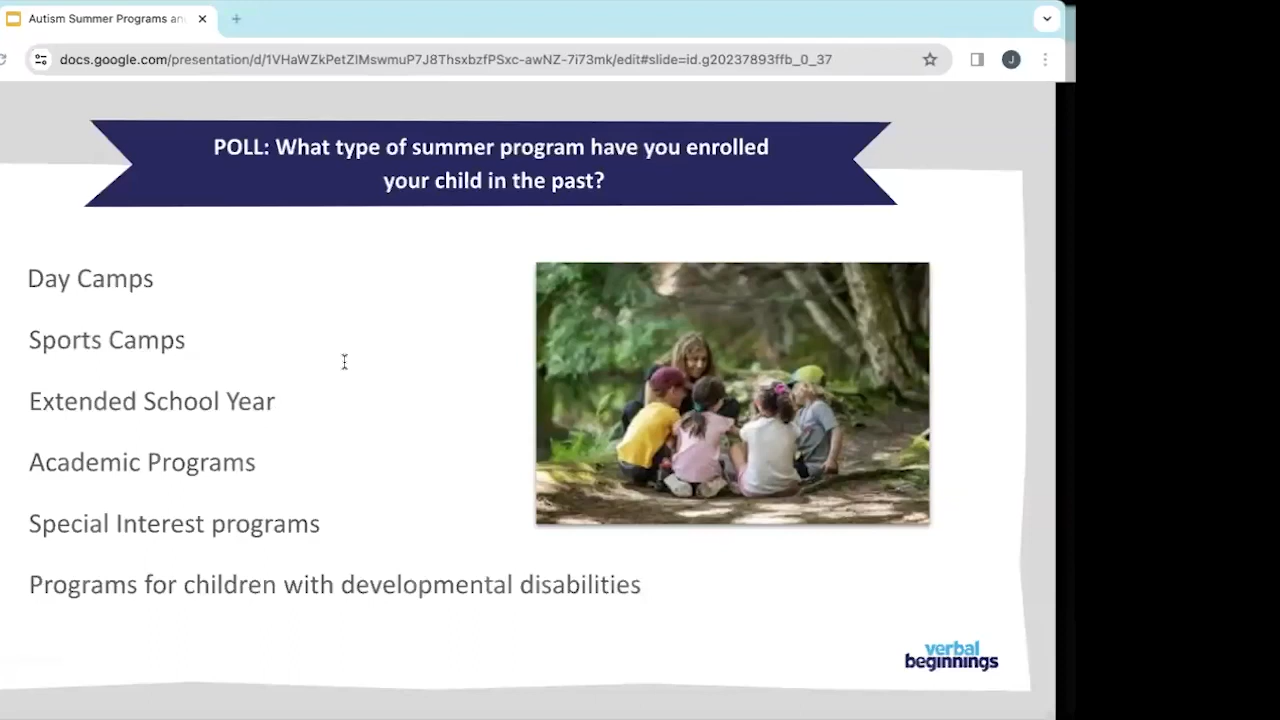 Autism Summer Programs an
docs.google.com/presentation/d/1VHaWZkPetZlMswmuP7J8ThsxbzfPSxc-awNZ-7i73mk/edit#slide=id.g20237893ffb_0_37
J
POLL: What type of summer program have you enrolled
your child in the past?
Day Camps
Sports Camps
Extended School Year
Academic Programs
Special Interest programs
Programs for children with developmental disabilities
verbal
beginnings